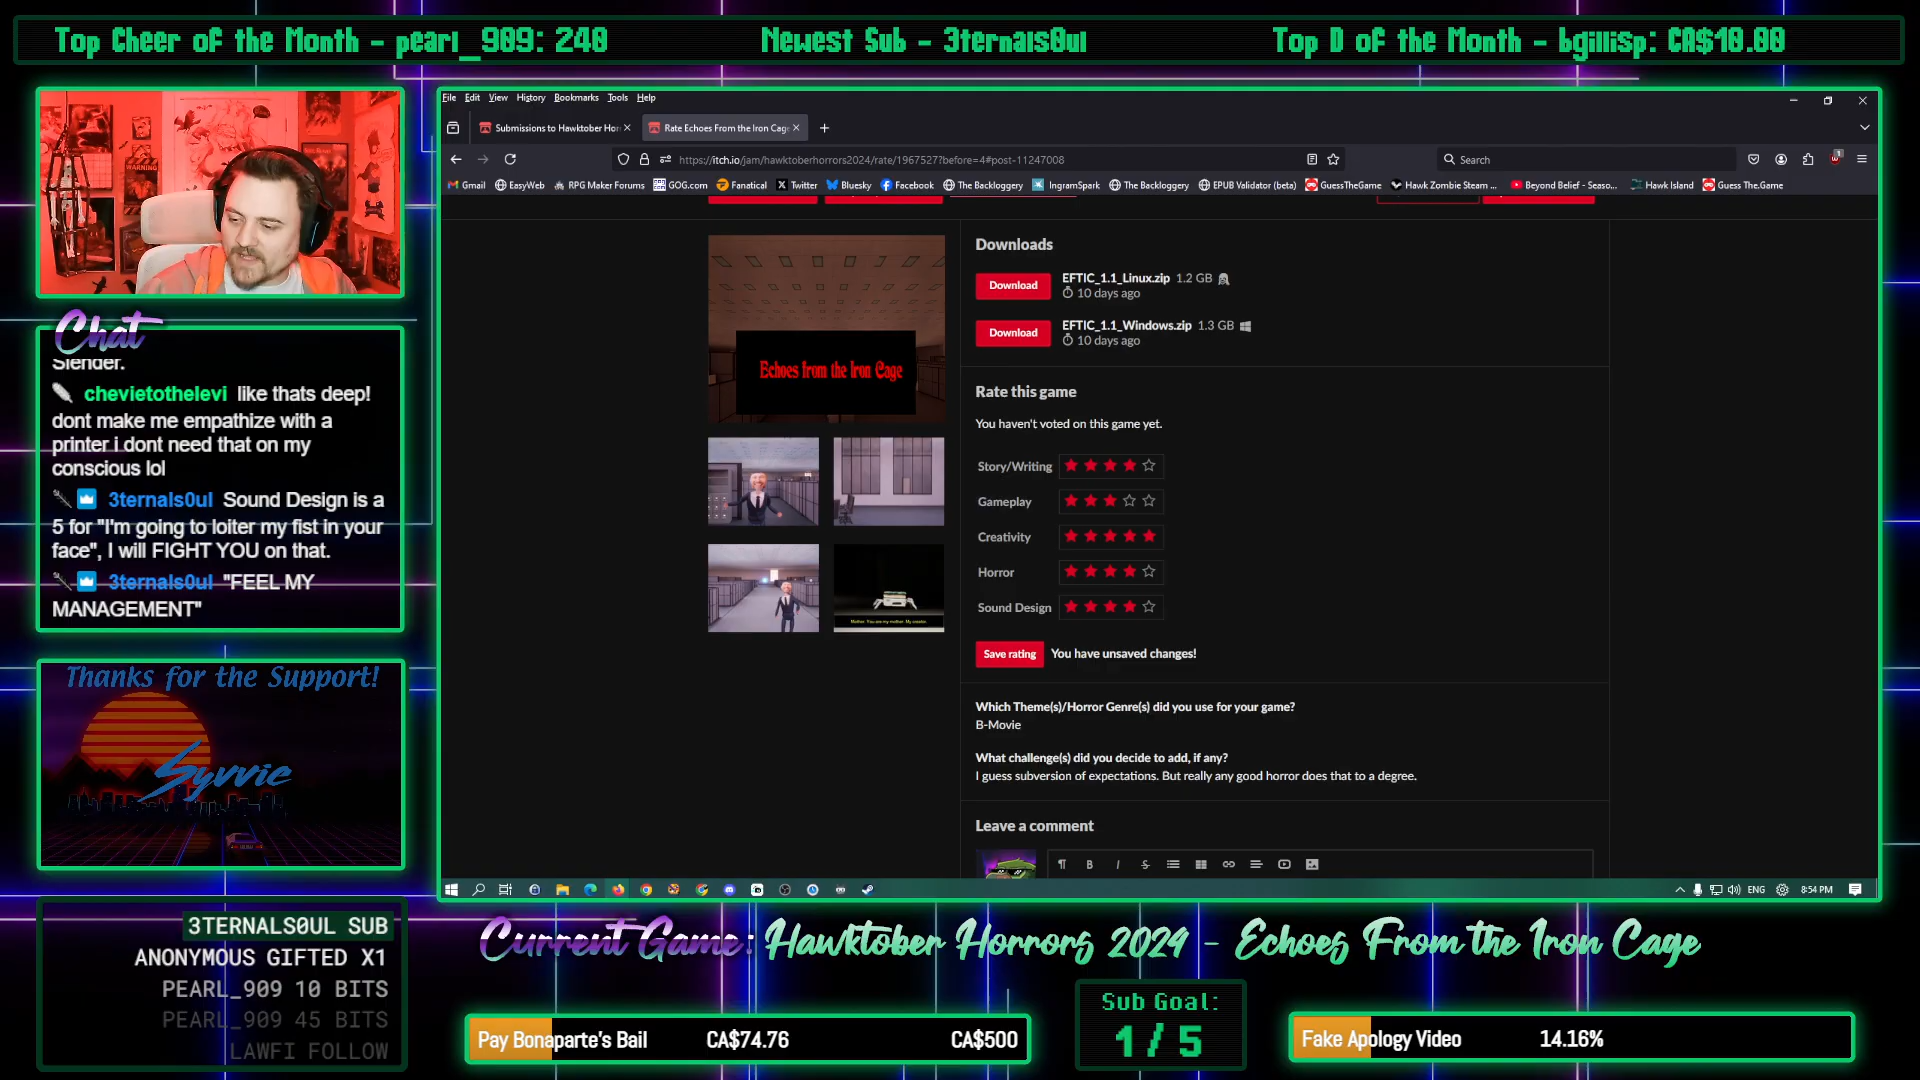 Top Cheer of the Month - pearl_909: 240
Newest Sub - 3ternals0ul
Top D of the Month - bgillisp: CA$10.00
File Edit View History Bookmarks Tools Help
Submissions to Hawktober Hor
Rate Echoes From the Iron Cag
https://itch.io/jam/hawktoberhorrors2024/rate/1967527?before=4#post-11247008
Search
Gmail EasyWeb RPG Maker Forums GOG.com Fanatical Twitter Bluesky Facebook The Backloggery IngramSpark The Backloggery EPUB Validator (beta) GuessTheGame Hawk Zombie Steam ... Beyond Belief - Seaso... Hawk Island Guess The.Game
Chat
Slender.
chevietothelevi like thats deep!
dont make me empathize with a
printer i dont need that on my
conscious lol
3ternals0ul Sound Design is a
5 for "I'm going to loiter my fist in your
face", I will FIGHT YOU on that.
3ternals0ul "FEEL MY
MANAGEMENT"
Echoes from the Iron Cage
Mother. You are my mother. My creator.
Downloads
Download EFTIC_1.1_Linux.zip 1.2 GB
10 days ago
Download EFTIC_1.1_Windows.zip 1.3 GB
10 days ago
Rate this game
You haven't voted on this game yet.
Story/Writing
Gameplay
Creativity
Horror
Sound Design
Save rating You have unsaved changes!
Which Theme(s)/Horror Genre(s) did you use for your game?
B-Movie
What challenge(s) did you decide to add, if any?
I guess subversion of expectations. But really any good horror does that to a degree.
Leave a comment
ENG 8:54 PM
Thanks for the Support!
Syvvic
3TERNALS0UL SUB
ANONYMOUS GIFTED X1
PEARL_909 10 BITS
PEARL_909 45 BITS
LAWFI FOLLOW
Current Game: Hawktober Horrors 2024 - Echoes From the Iron Cage
Pay Bonaparte's Bail CA$74.76 CA$500
Sub Goal:
1 / 5
Fake Apology Video 14.16%